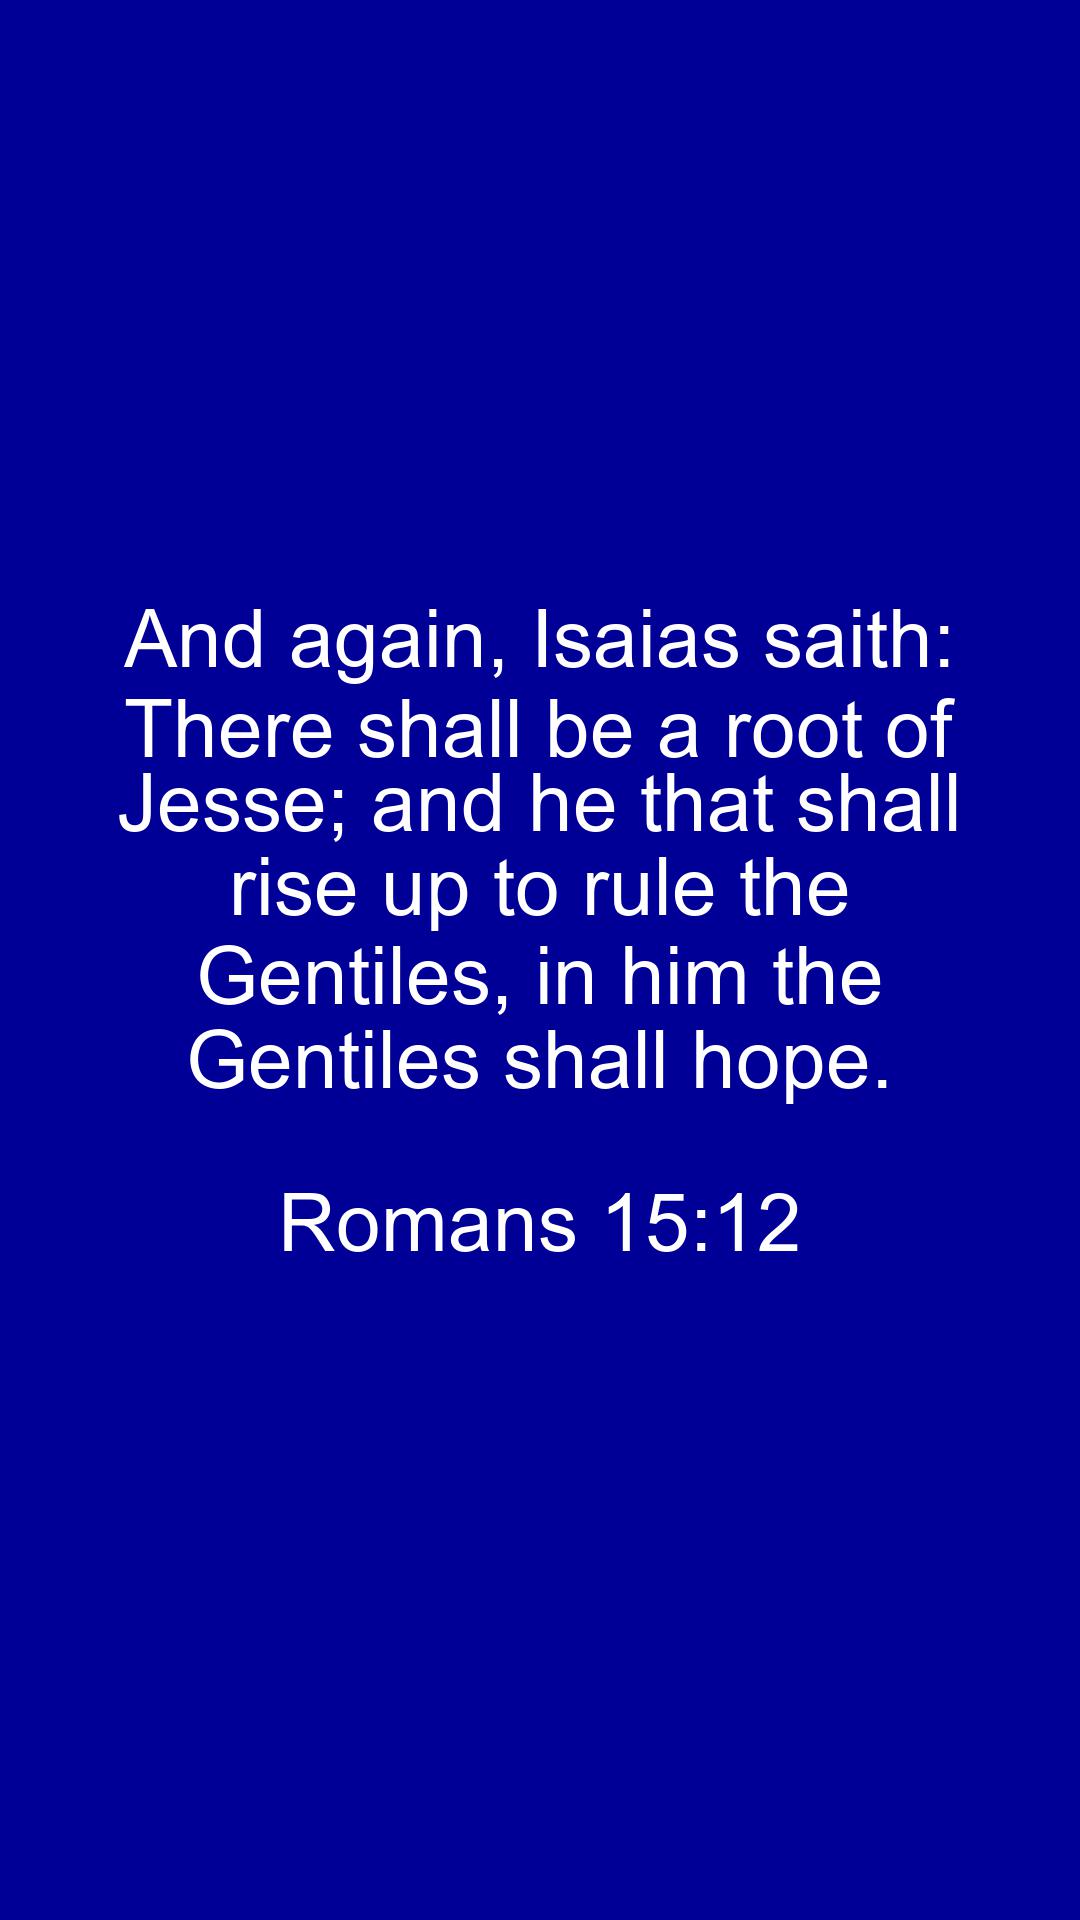 And again, Isaias saith:
There shall be a root of
Jesse; and he that shall
rise up to rule the
Gentiles, in him the
Gentiles shall hope.
Romans 15:12